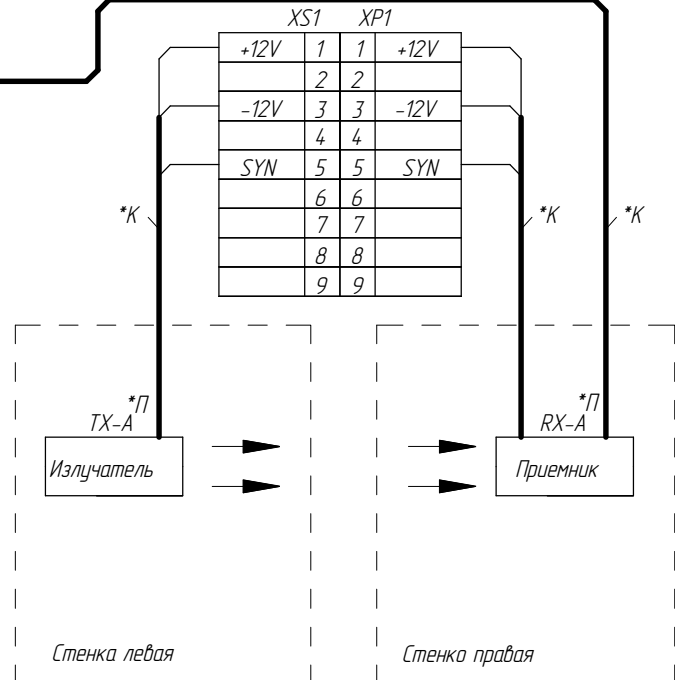 XS1 XP1
+12V 1 1 +12V
2 2
-12V 3 3 -12V
4 4
SYN 5 5 SYN
6 6
*К *К *К
7 7
8 8
9 9
*П *П
TX-A RX-A
Излучатель Приемник
Стенка левая Стенко правая